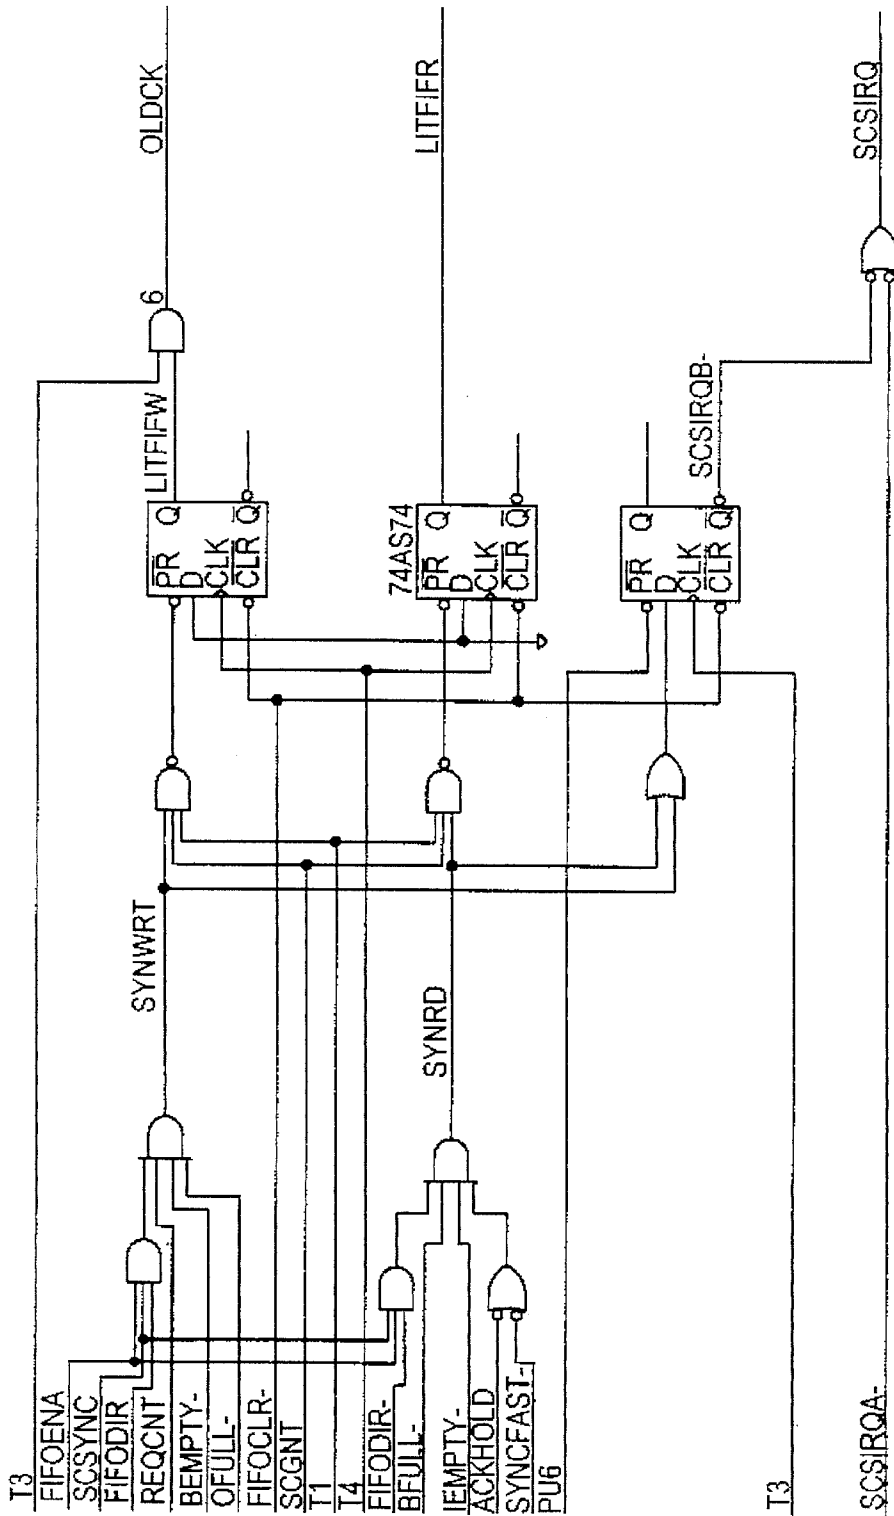 T3
FIFOENA
SCSYNC
FIFODIR
REQCNT
BEMPTY-
OFULL-
FIFOCLR-
SCGNT
T1
T4
FIFODIR-
BFULL-
IEMPTY-
ACKHOLD
SYNCFAST-
PU6
T3
SCSIRQA-
SYNWRT
SYNRD
PR
D
CLK
CLR
Q
Q
LITFIFW
6
OLDCK
74AS74
PR
D
CLK
CLR
Q
Q
LITFIFR
PR
D
CLK
CLR
Q
Q
SCSIRQB-
SCSIRQ